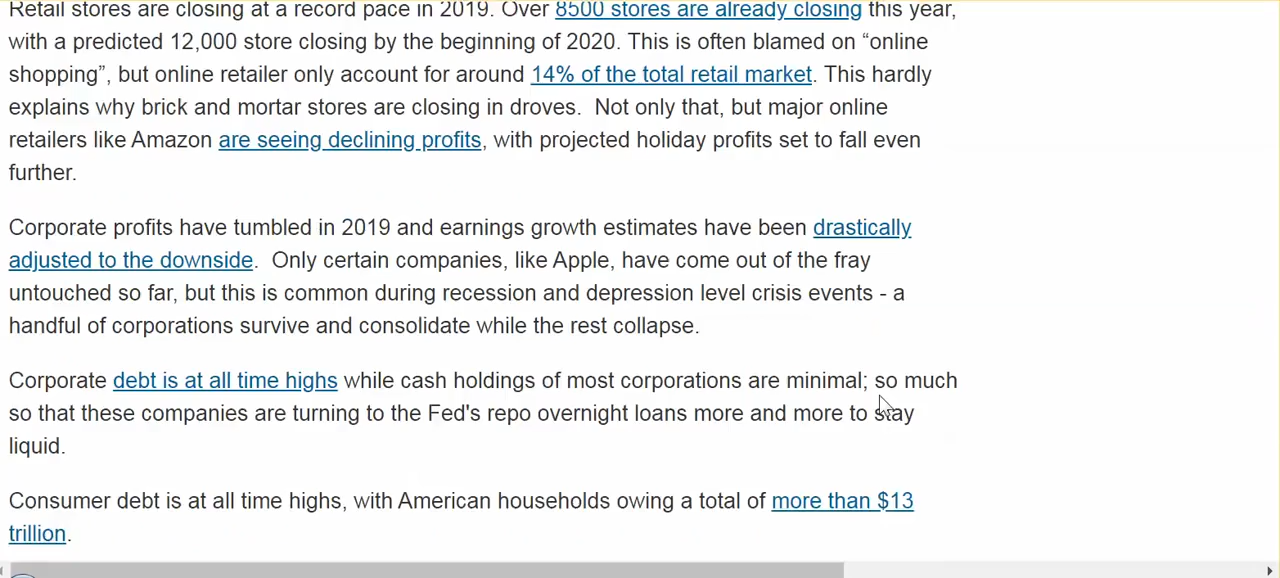 Retail stores are closing at a record pace in 2019. Over 8500 stores are already closing this year,
with a predicted 12,000 store closing by the beginning of 2020. This is often blamed on “online
shopping”, but online retailer only account for around 14% of the total retail market. This hardly
explains why brick and mortar stores are closing in droves.  Not only that, but major online
retailers like Amazon are seeing declining profits, with projected holiday profits set to fall even
further.
Corporate profits have tumbled in 2019 and earnings growth estimates have been drastically
adjusted to the downside.  Only certain companies, like Apple, have come out of the fray
untouched so far, but this is common during recession and depression level crisis events - a
handful of corporations survive and consolidate while the rest collapse.
Corporate debt is at all time highs while cash holdings of most corporations are minimal; so much
so that these companies are turning to the Fed's repo overnight loans more and more to stay
liquid.
Consumer debt is at all time highs, with American households owing a total of more than $13
trillion.